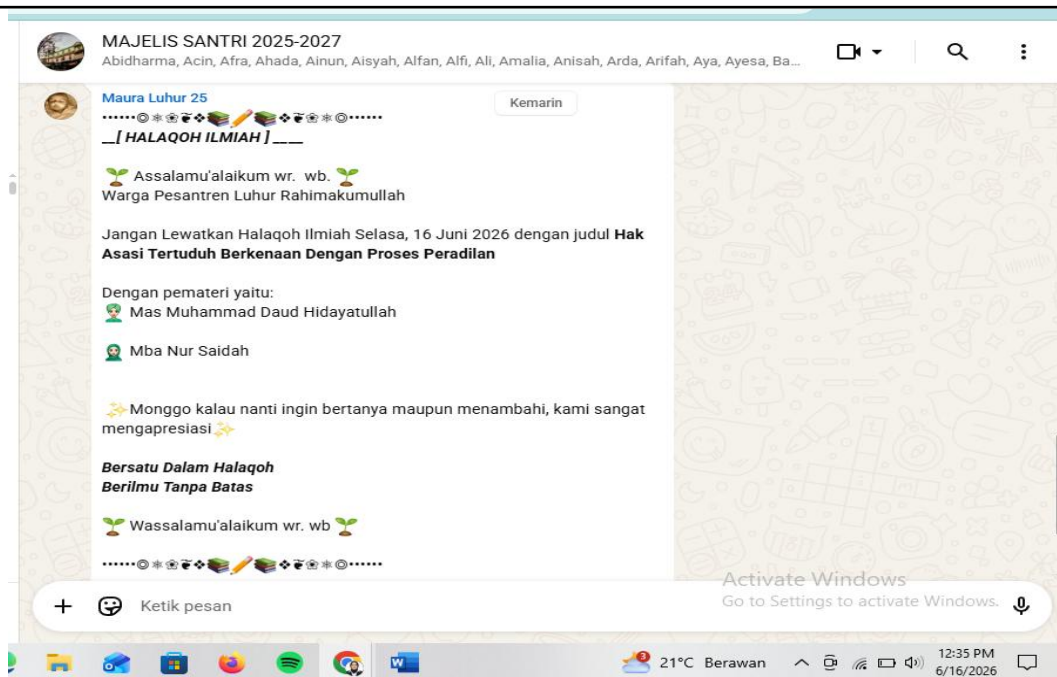 MAJELIS SANTRI 2025-2027
Abidharma, Acin, Afra, Ahada, Ainun, Aisyah, Alfan, Alfi, Ali, Amalia, Anisah, Arda, Arifah, Aya, Ayesa, Ba...
Maura Luhur 25
Kemarin
__[ HALAQOH ILMIAH ] ____
Assalamu'alaikum wr. wb.
Warga Pesantren Luhur Rahimakumullah
Jangan Lewatkan Halaqoh Ilmiah Selasa, 16 Juni 2026 dengan judul Hak
Asasi Tertuduh Berkenaan Dengan Proses Peradilan
Dengan pemateri yaitu:
Mas Muhammad Daud Hidayatullah
Mba Nur Saidah
✨Monggo kalau nanti ingin bertanya maupun menambahi, kami sangat
mengapresiasi✨
Bersatu Dalam Halaqoh
Berilmu Tanpa Batas
Wassalamu'alaikum wr. wb
Activate Windows
Go to Settings to activate Windows.
Ketik pesan
21°C Berawan
12:35 PM
6/16/2026